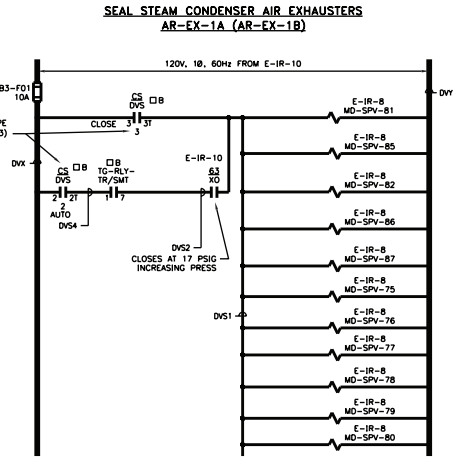 SEAL STEAM CONDENSER AIR EXHAUSTERS
AR-EX-1A (AR-EX-1B)
120V, 1Ø, 60Hz FROM E-IR-10
B3-F01
10A
DVY
CS
DVS
B
CLOSE
3 3T
3
E-IR-8
MD-SPV-81
PE
3)
DVX
E-IR-8
MD-SPV-85
CS
DVS
B
B
TG-RLY-
TR/SMT
E-IR-10
63
XO
2 2T
2
AUTO
1 7
DVS4
DVS2
CLOSES AT 17 PSIG
INCREASING PRESS
E-IR-8
MD-SPV-82
E-IR-8
MD-SPV-86
E-IR-8
MD-SPV-87
E-IR-8
MD-SPV-75
DVS1
E-IR-8
MD-SPV-76
E-IR-8
MD-SPV-77
E-IR-8
MD-SPV-78
E-IR-8
MD-SPV-79
E-IR-8
MD-SPV-80